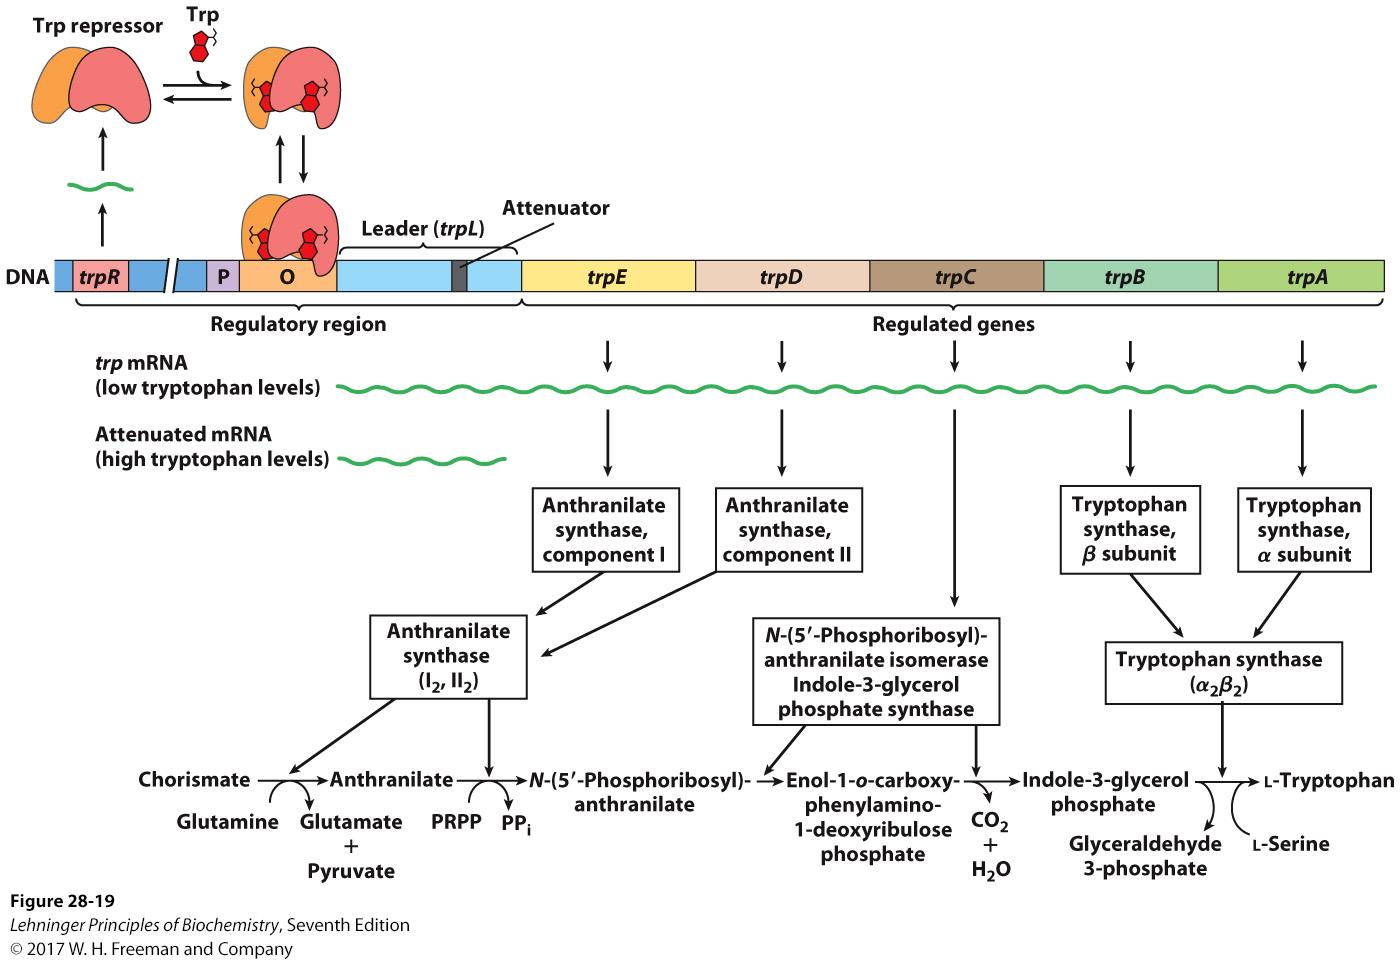 Trp repressor
Trp
Attenuator
Leader (trpL)
DNA
trpR
P
O
trpE
trpD
trpC
trpB
trpA
Regulatory region
Regulated genes
trp mRNA
(low tryptophan levels)
Attenuated mRNA
(high tryptophan levels)
Anthranilate
synthase,
component I
Anthranilate
synthase,
component II
Tryptophan
synthase,
β subunit
Tryptophan
synthase,
α subunit
Anthranilate
synthase
(I₂, II₂)
N-(5′-Phosphoribosyl)-
anthranilate isomerase
Indole-3-glycerol
phosphate synthase
Tryptophan synthase
(α₂β₂)
Chorismate
Glutamine
Glutamate
+
Pyruvate
Anthranilate
PRPP
PPᵢ
N-(5′-Phosphoribosyl)-
anthranilate
Enol-1-o-carboxy-
phenylamino-
1-deoxyribulose
phosphate
CO₂
+
H₂O
Indole-3-glycerol
phosphate
Glyceraldehyde
3-phosphate
L-Serine
L-Tryptophan
Figure 28-19
Lehninger Principles of Biochemistry, Seventh Edition
© 2017 W. H. Freeman and Company